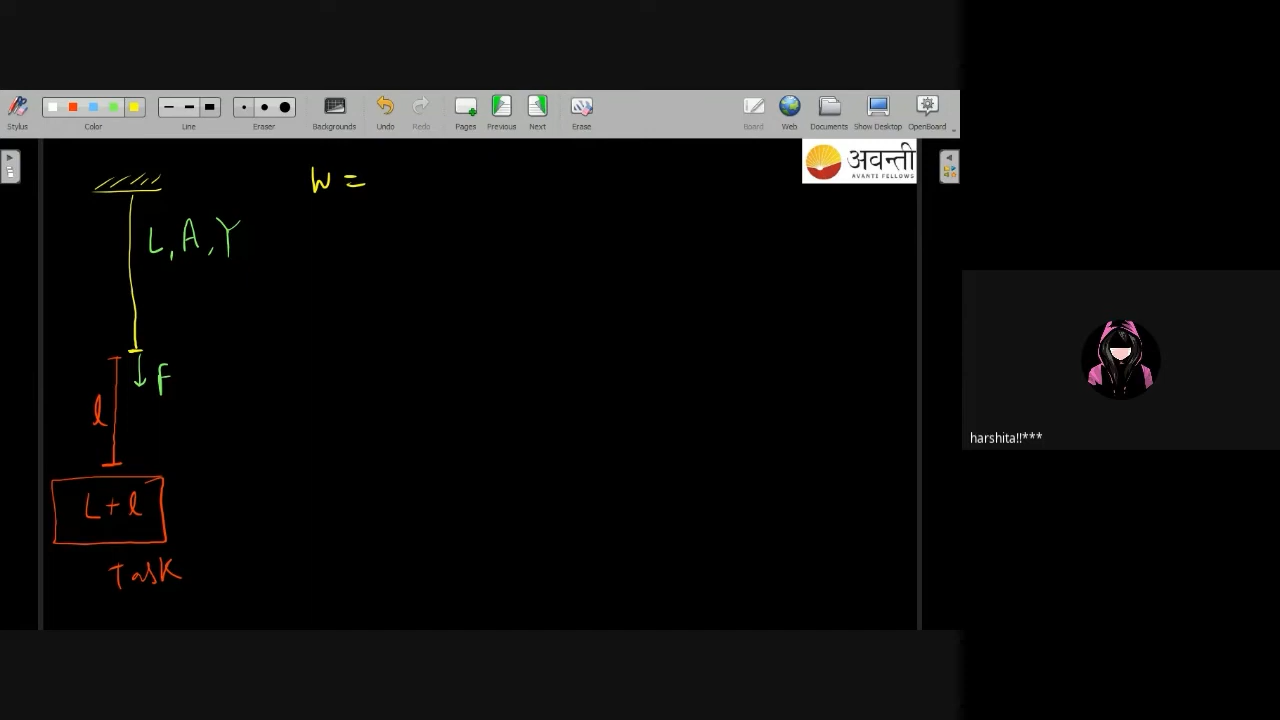 Stylus
Color
Line
Eraser
Backgrounds
Undo
Redo
Pages
Previous
Next
Erase
Board
Web
Documents
Show Desktop
OpenBoard
अवन्ती
AVANTI FELLOWS
W =
L, A, Y
F
l
L + l
Task
harshita!!***